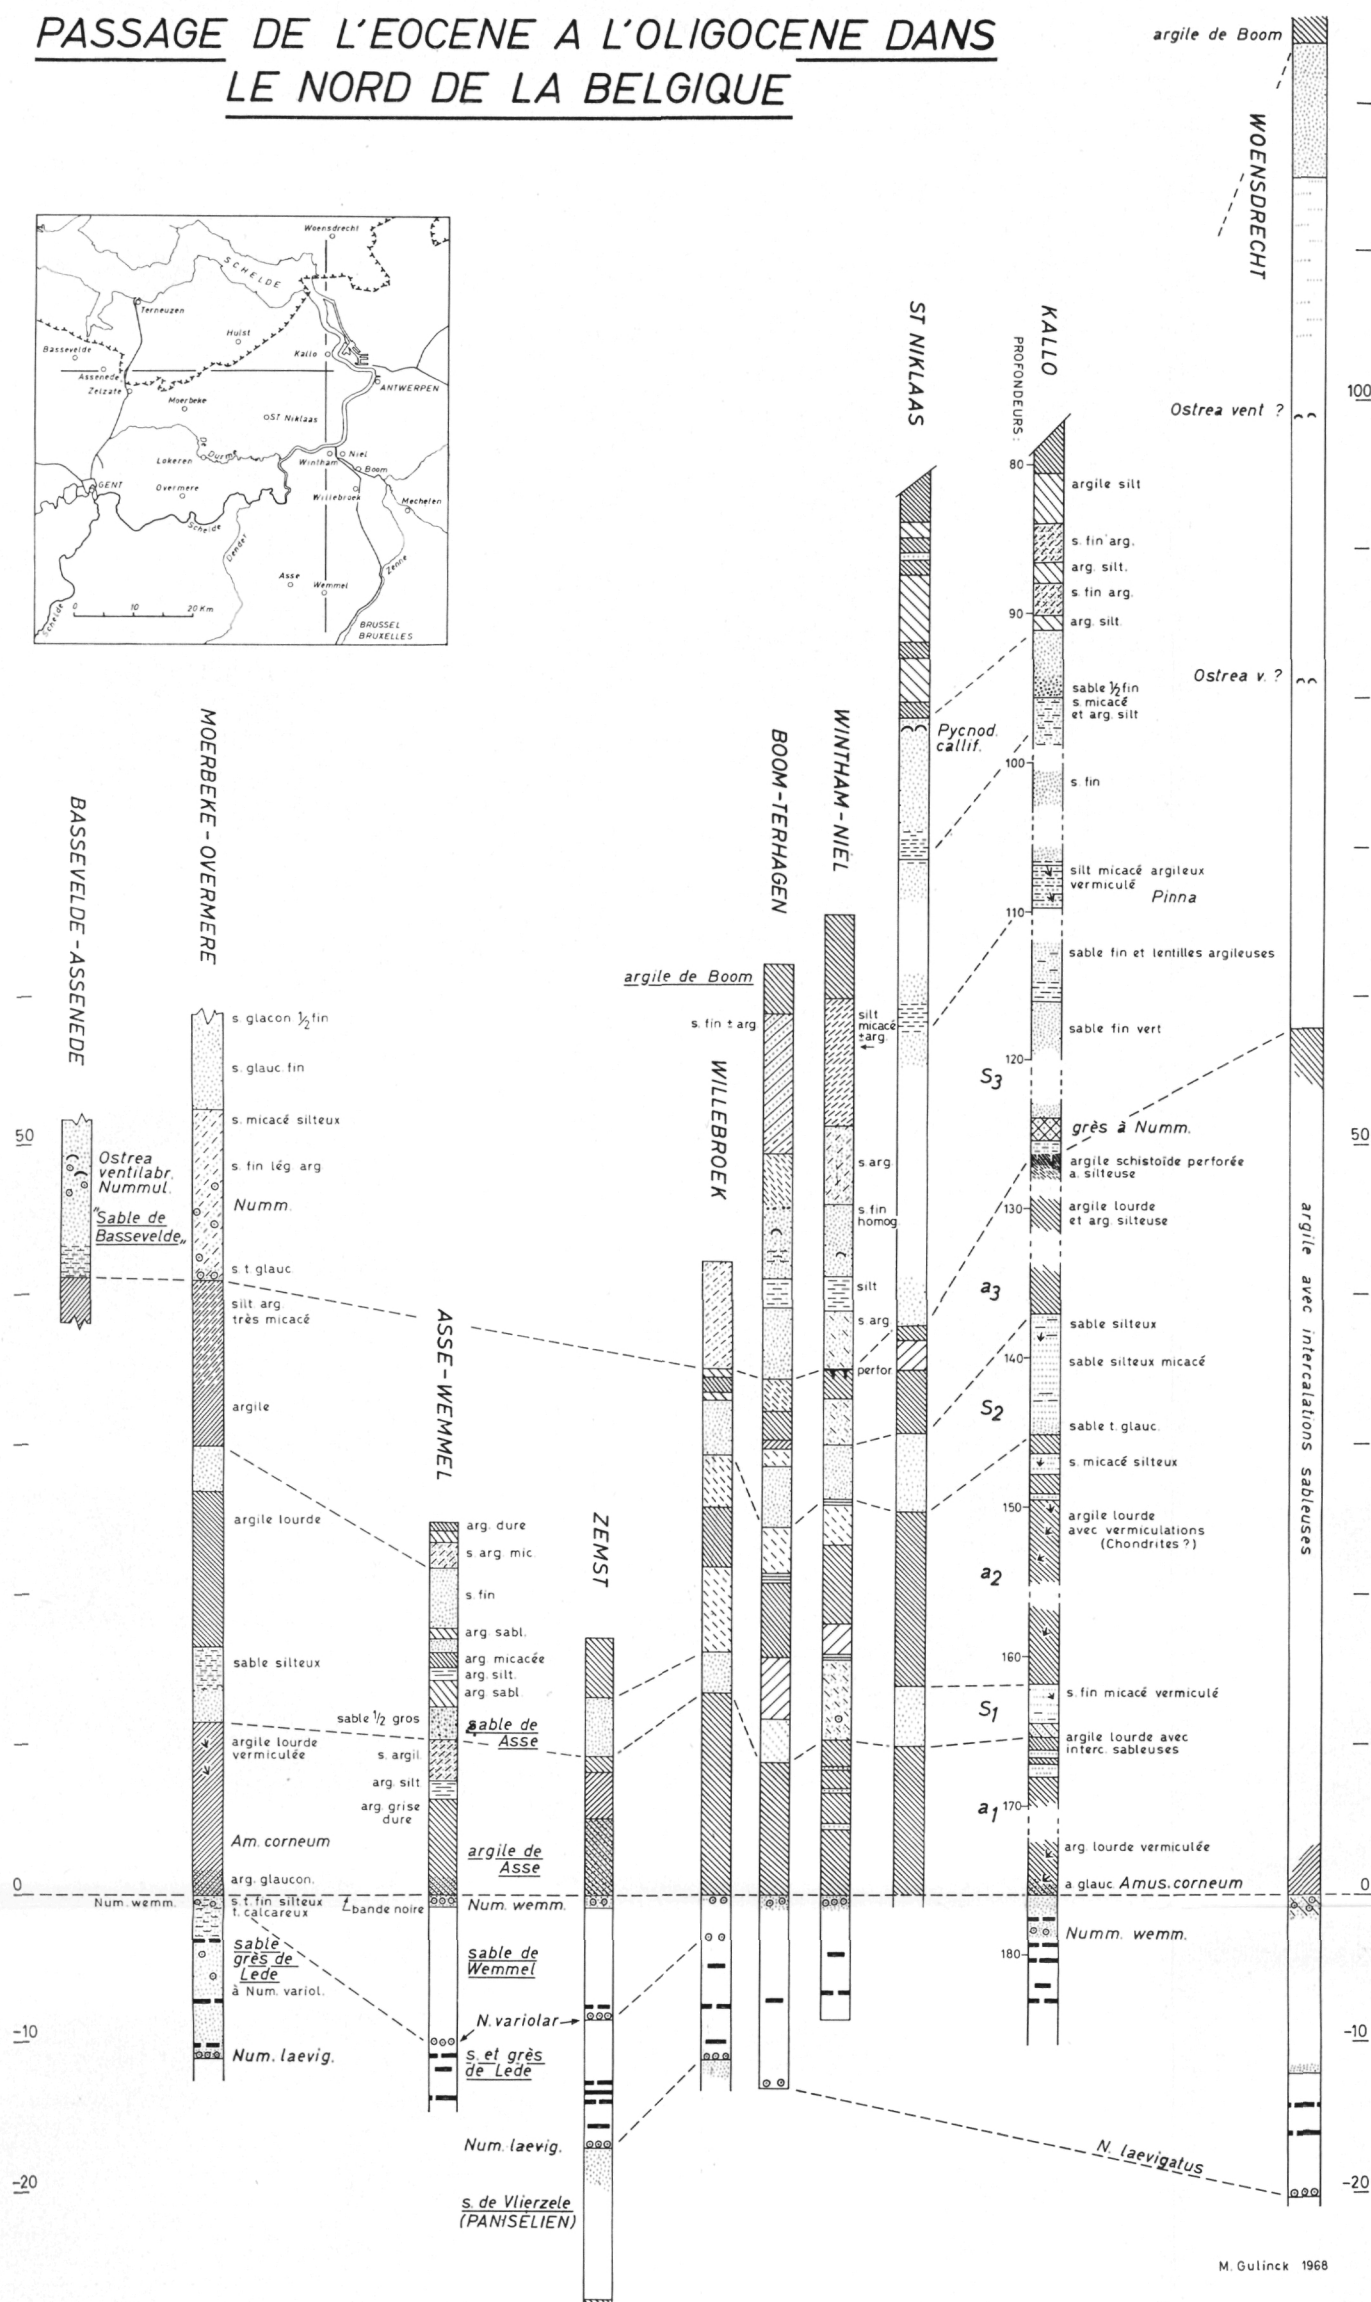 PASSAGE DE L'EOCENE A L'OLIGOCENE DANS
LE NORD DE LA BELGIQUE
Woensdrecht
SCHELDE
Terneuzen
Hulst
Bassevelde
Kallo
Assenede
Zelzate
ANTWERPEN
Moerbeke
ST Niklaas
De Durme
Lokeren
Wintham
Niel
Boom
GENT
Overmere
Willebroek
Mechelen
Schelde
Dender
Zenne
Asse
Wemmel
Schelde
0 10 20 Km
BRUSSEL
BRUXELLES
BASSEVELDE-ASSENEDE
50
Ostrea
ventilabr.
Nummul.
"Sable de
Bassevelde„
0
-10
-20
MOERBEKE-OVERMERE
s. glacon ½ fin
s. glauc. fin
s. micacé silteux
s. fin lég. arg
Numm.
s. t. glauc
silt arg.
très micacé
argile
argile lourde
sable silteux
argile lourde
vermiculée
Am. corneum
arg. glaucon.
Num. wemm.
s.t. fin silteux
t. calcareux
sable
grès de
Lede
à Num. variol.
Num. laevig.
ASSE-WEMMEL
arg. dure
s. arg. mic.
s. fin
arg. sabl.
arg. micacée
arg. silt.
arg. sabl.
sable ½ gros
sable de
Asse
s. argil.
arg. silt
arg. grise
dure
argile de
Asse
bande noire
Num. wemm.
sable de
Wemmel
N. variolar
s. et grès
de Lede
Num. laevig.
s. de Vlierzele
(PANISELIEN)
ZEMST
WILLEBROEK
BOOM-TERHAGEN
argile de Boom
s. fin ± arg
WINTHAM-NIEL
silt
micacé
±arg.
s. arg.
s. fin
homog.
silt
s. arg.
perfor.
ST NIKLAAS
Pycnod.
callif.
KALLO
PROFONDEURS:
80
argile silt
s. fin arg.
arg. silt.
s. fin arg.
90
arg. silt.
sable ½ fin
s. micacé
et arg. silt
100
s. fin
silt micacé argileux
vermiculé
Pinna
110
sable fin et lentilles argileuses
sable fin vert
120
S3
grès à Numm.
argile schistoïde perforée
a. silteuse
130
argile lourde
et arg. silteuse
a3
sable silteux
140
sable silteux micacé
S2
sable t. glauc.
s. micacé silteux
150
argile lourde
avec vermiculations
(Chondrites ?)
a2
160
s. fin micacé vermiculé
S1
argile lourde avec
interc. sableuses
170
a1
arg. lourde vermiculée
a. glauc. Amus. corneum
Numm. wemm.
180
N. laevigatus
WOENSDRECHT
argile de Boom
100
Ostrea vent ?
Ostrea v. ?
50
argile avec intercalations sableuses
0
-10
-20
M. Gulinck 1968